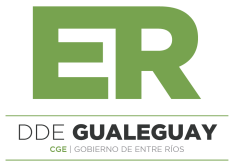 ER
DDE GUALEGUAY
CGE | GOBIERNO DE ENTRE RÍOS